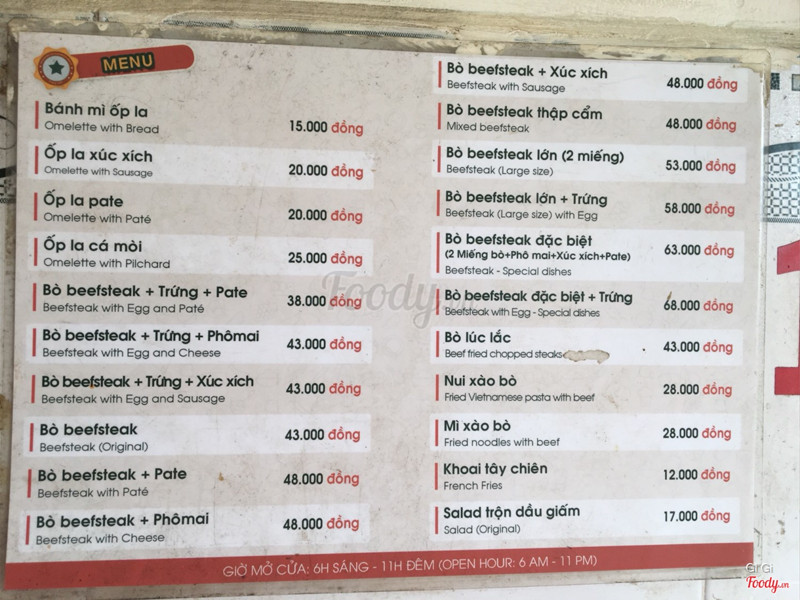 MENU
Bánh mì ốp la
Omelette with Bread
15.000 đồng
Ốp la xúc xích
Omelette with Sausage
20.000 đồng
Ốp la pate
Omelette with Paté
20.000 đồng
Ốp la cá mòi
Omelette with Pilchard
25.000 đồng
Bò beefsteak + Trứng + Pate
Beefsteak with Egg and Paté
38.000 đồng
Bò beefsteak + Trứng + Phômai
Beefsteak with Egg and Cheese
43.000 đồng
Bò beefsteak + Trứng + Xúc xích
Beefsteak with Egg and Sausage
43.000 đồng
Bò beefsteak
Beefsteak (Original)
43.000 đồng
Bò beefsteak + Pate
Beefsteak with Paté
48.000 đồng
Bò beefsteak + Phômai
Beefsteak with Cheese
48.000 đồng
Bò beefsteak + Xúc xích
Beefsteak with Sausage
48.000 đồng
Bò beefsteak thập cẩm
Mixed beefsteak
48.000 đồng
Bò beefsteak lớn (2 miếng)
Beefsteak (Large size)
53.000 đồng
Bò beefsteak lớn + Trứng
Beefsteak (Large size) with Egg
58.000 đồng
Bò beefsteak đặc biệt
(2 Miếng bò+Phô mai+Xúc xích+Pate)
Beefsteak - Special dishes
63.000 đồng
Bò beefsteak đặc biệt + Trứng
Beefsteak with Egg - Special dishes
68.000 đồng
Bò lúc lắc
Beef fried chopped steaks
43.000 đồng
Nui xào bò
Fried Vietnamese pasta with beef
28.000 đồng
Mì xào bò
Fried noodles with beef
28.000 đồng
Khoai tây chiên
French Fries
12.000 đồng
Salad trộn dầu giấm
Salad (Original)
17.000 đồng
GIỜ MỞ CỬA: 6H SÁNG - 11H ĐÊM (OPEN HOUR: 6 AM - 11 PM)
Foody.vn
Gi Gi
Foody.vn